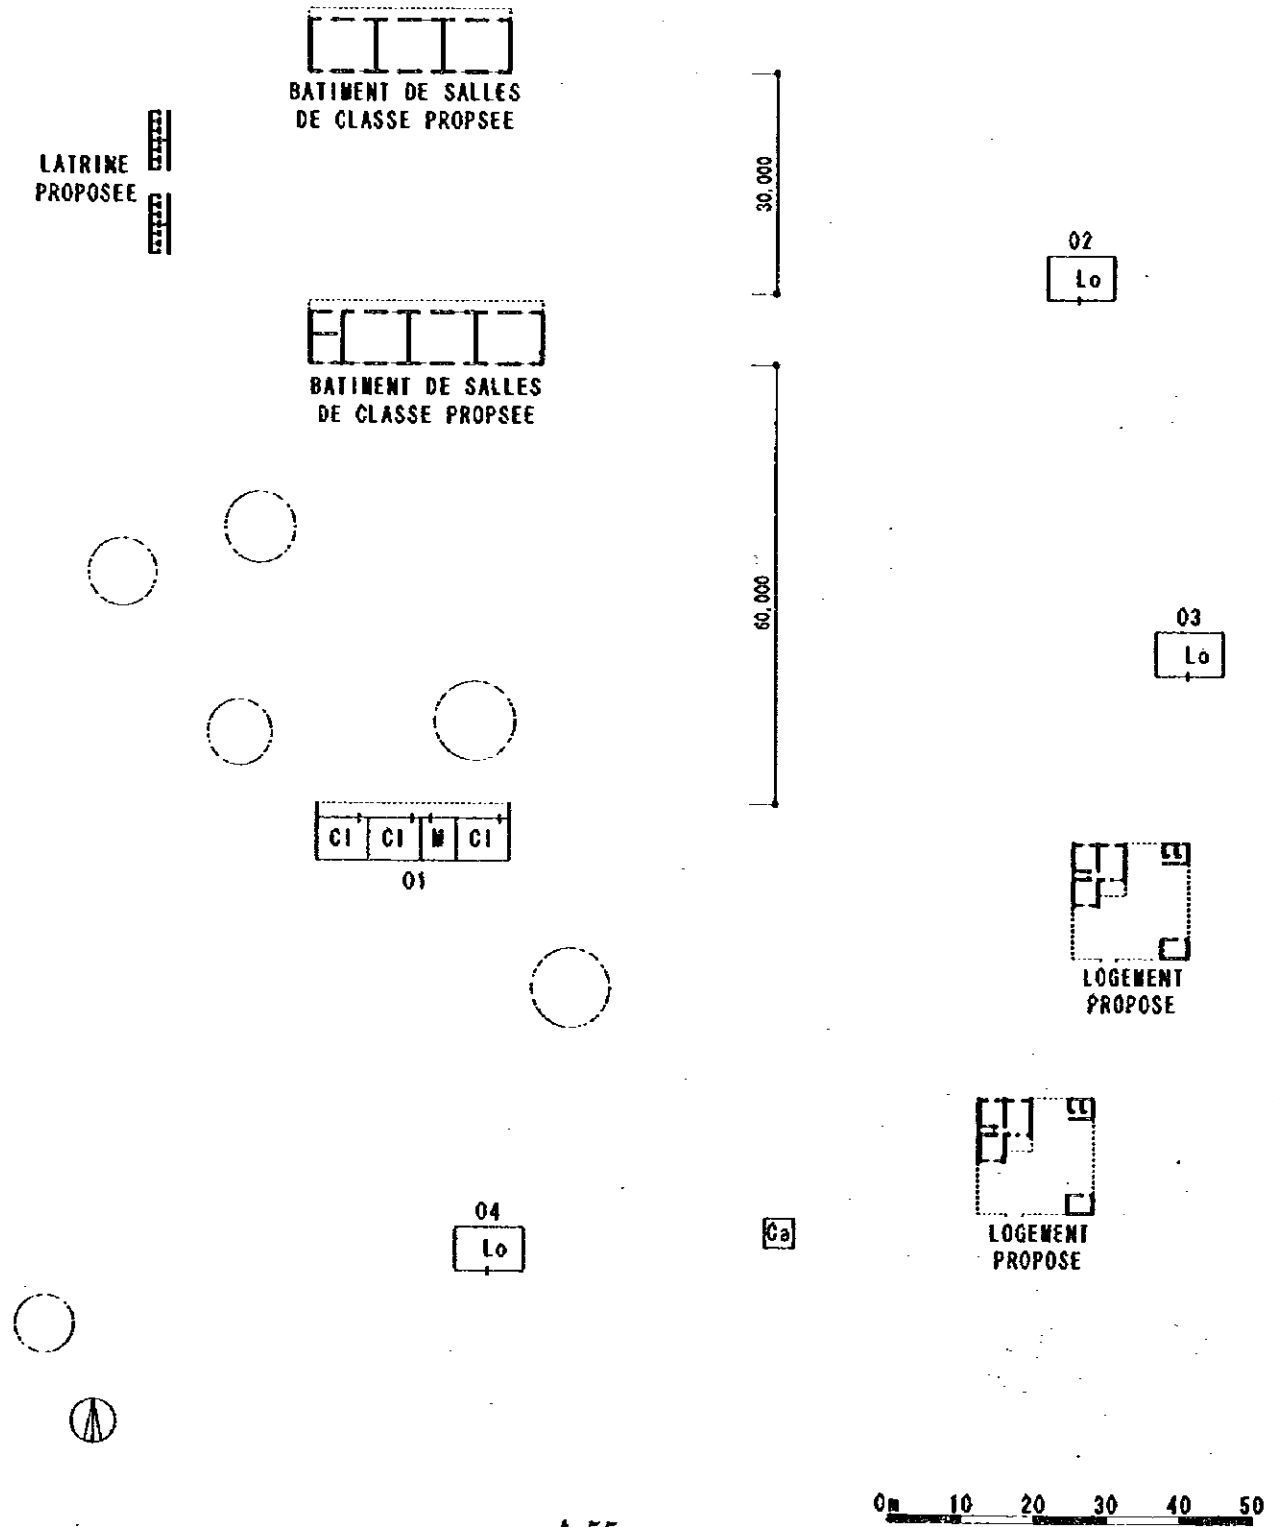 BATIMENT DE SALLES
DE CLASSE PROPSEE
LATRINE
PROPOSEE
30,000
02
Lo
BATIMENT DE SALLES
DE CLASSE PROPSEE
60,000
03
Lo
Cl
Cl
M
Cl
01
LOGEMENT
PROPOSE
04
Lo
Ca
LOGEMENT
PROPOSE
0m 10 20 30 40 50